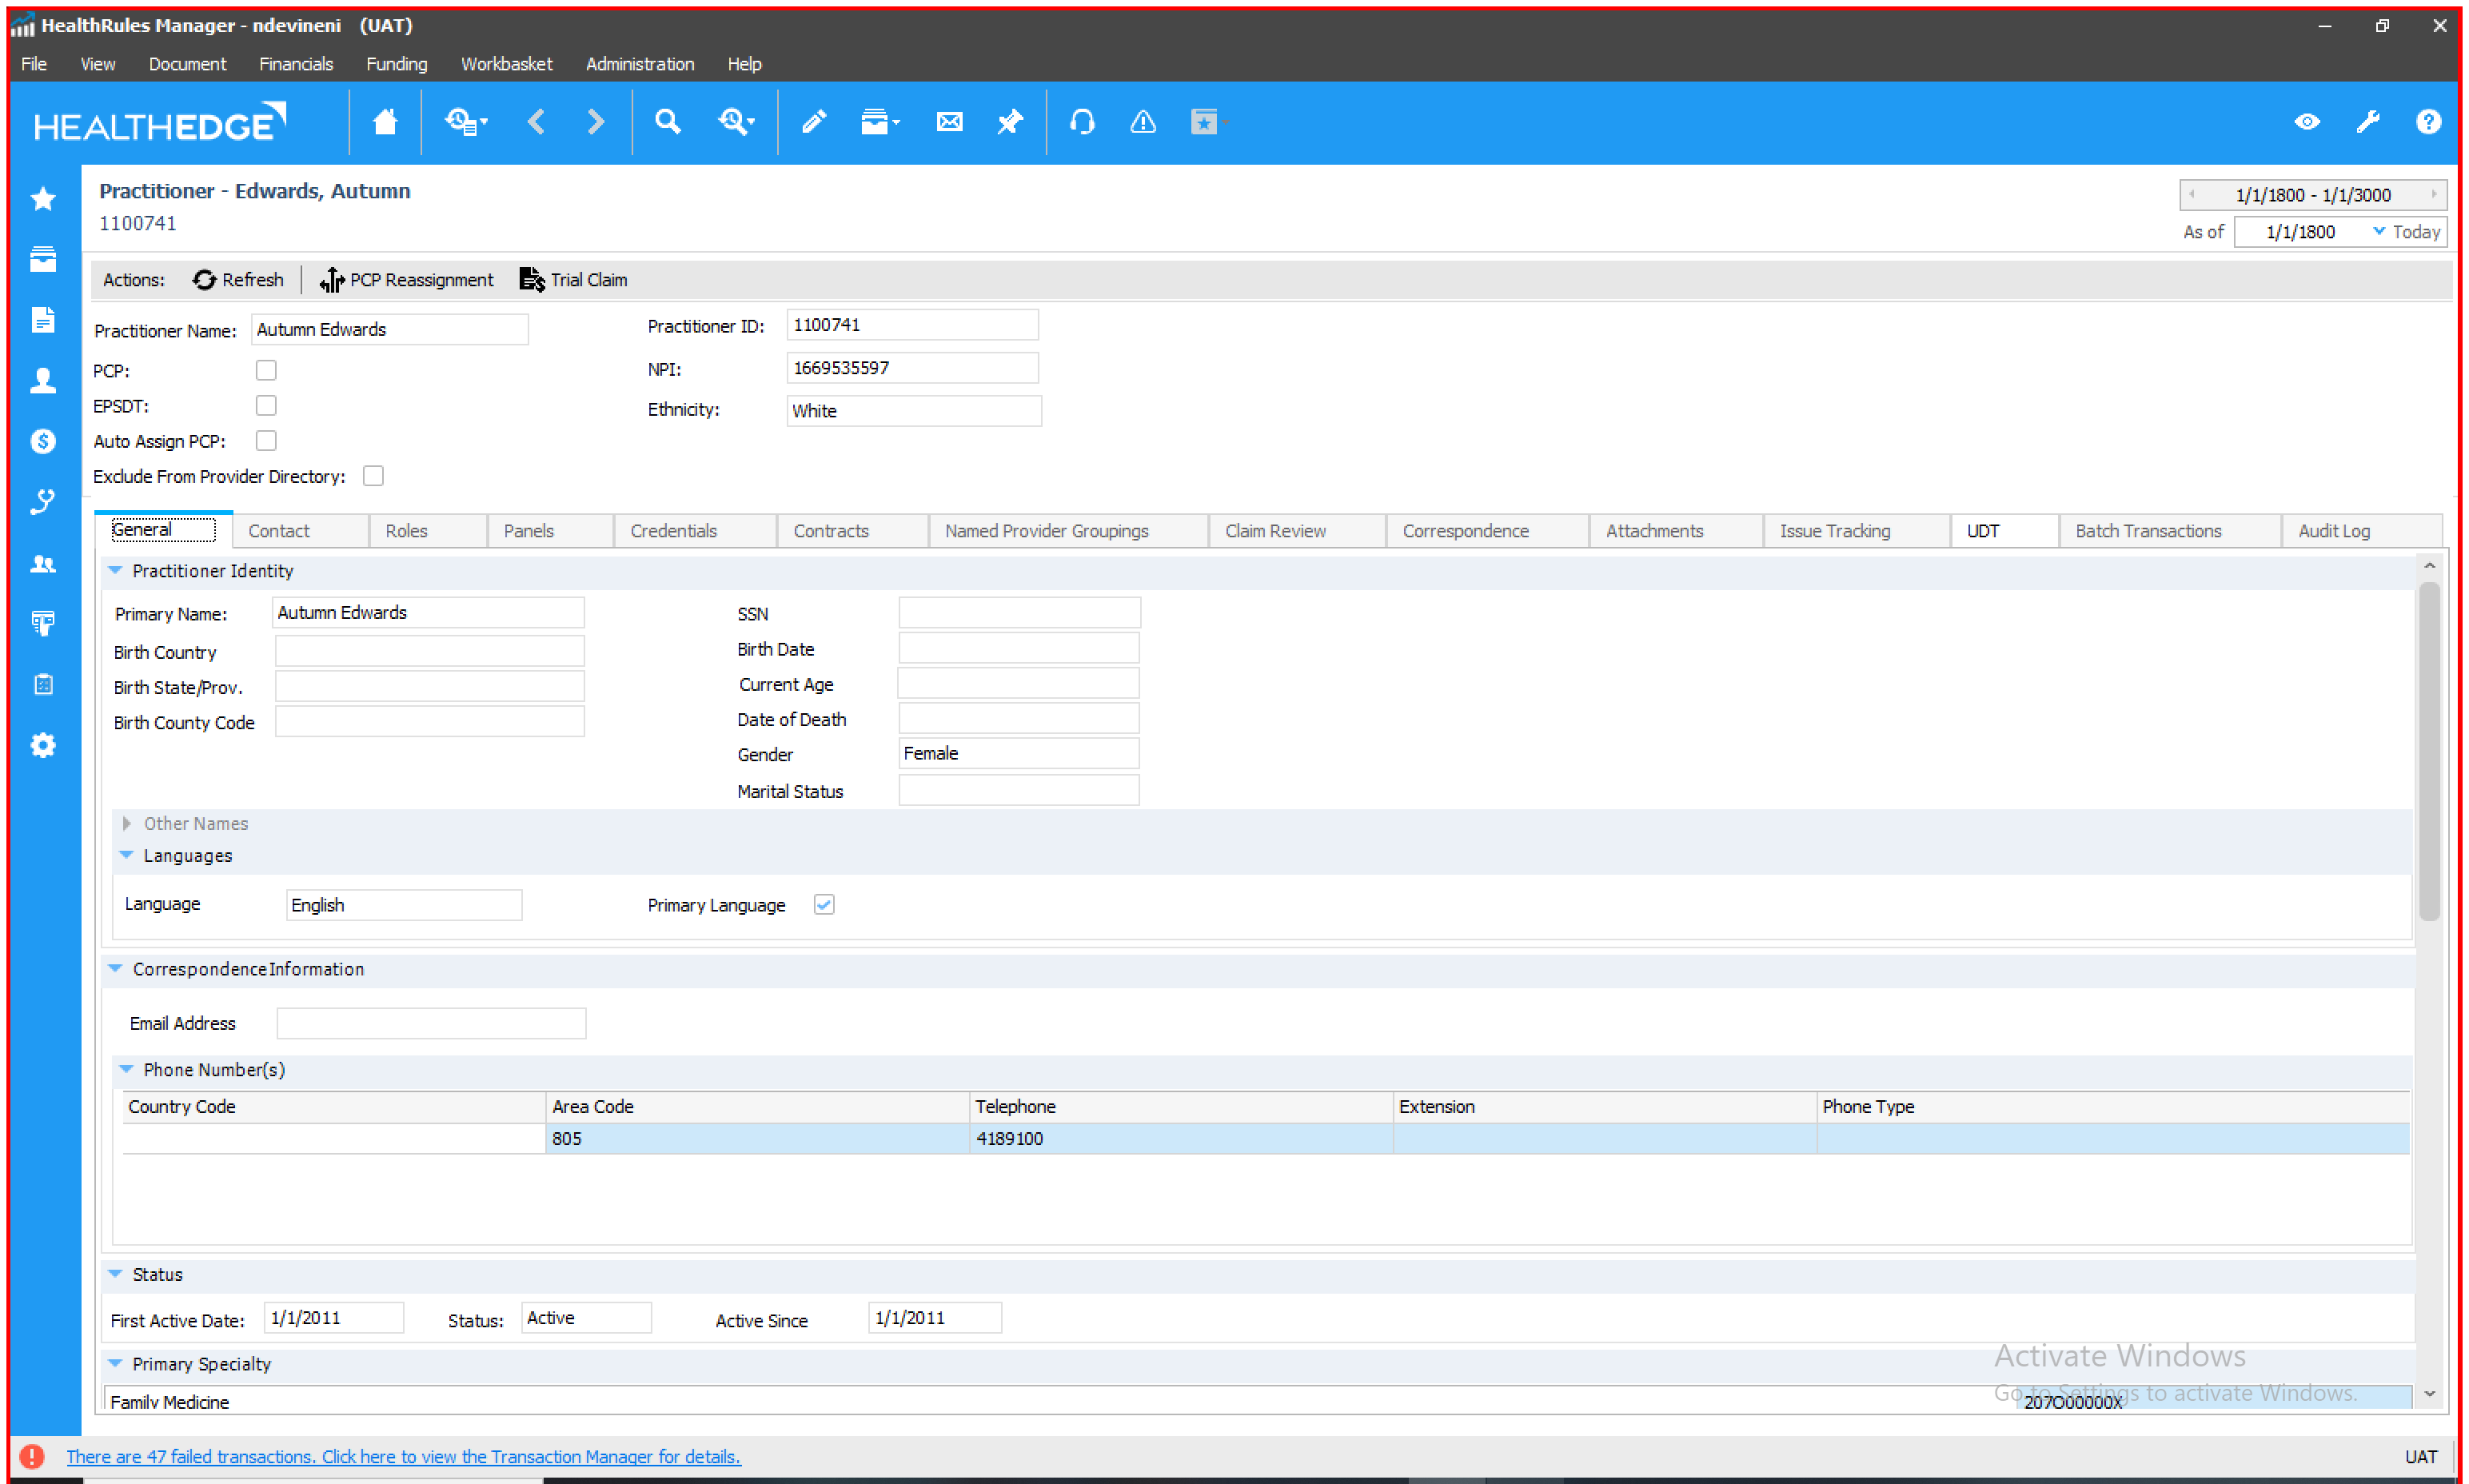 HealthRules Manager - ndevineni (UAT)
File View Document Financials Funding Workbasket Administration Help
HEALTHEDGE
Practitioner - Edwards, Autumn
1100741
1/1/1800 - 1/1/3000
As of 1/1/1800 Today
Actions: Refresh PCP Reassignment Trial Claim
Practitioner Name: Autumn Edwards Practitioner ID: 1100741
PCP: NPI: 1669535597
EPSDT: Ethnicity: White
Auto Assign PCP:
Exclude From Provider Directory:
General Contact Roles Panels Credentials Contracts Named Provider Groupings Claim Review Correspondence Attachments Issue Tracking UDT Batch Transactions Audit Log
Practitioner Identity
Primary Name: Autumn Edwards SSN
Birth Country Birth Date
Birth State/Prov. Current Age
Birth County Code Date of Death
Gender Female
Marital Status
Other Names
Languages
Language English Primary Language
Correspondence Information
Email Address
Phone Number(s)
Country Code Area Code Telephone Extension Phone Type
805 4189100
Status
First Active Date: 1/1/2011 Status: Active Active Since 1/1/2011
Primary Specialty
Family Medicine 207Q00000X
Activate Windows
Go to Settings to activate Windows.
There are 47 failed transactions. Click here to view the Transaction Manager for details. UAT